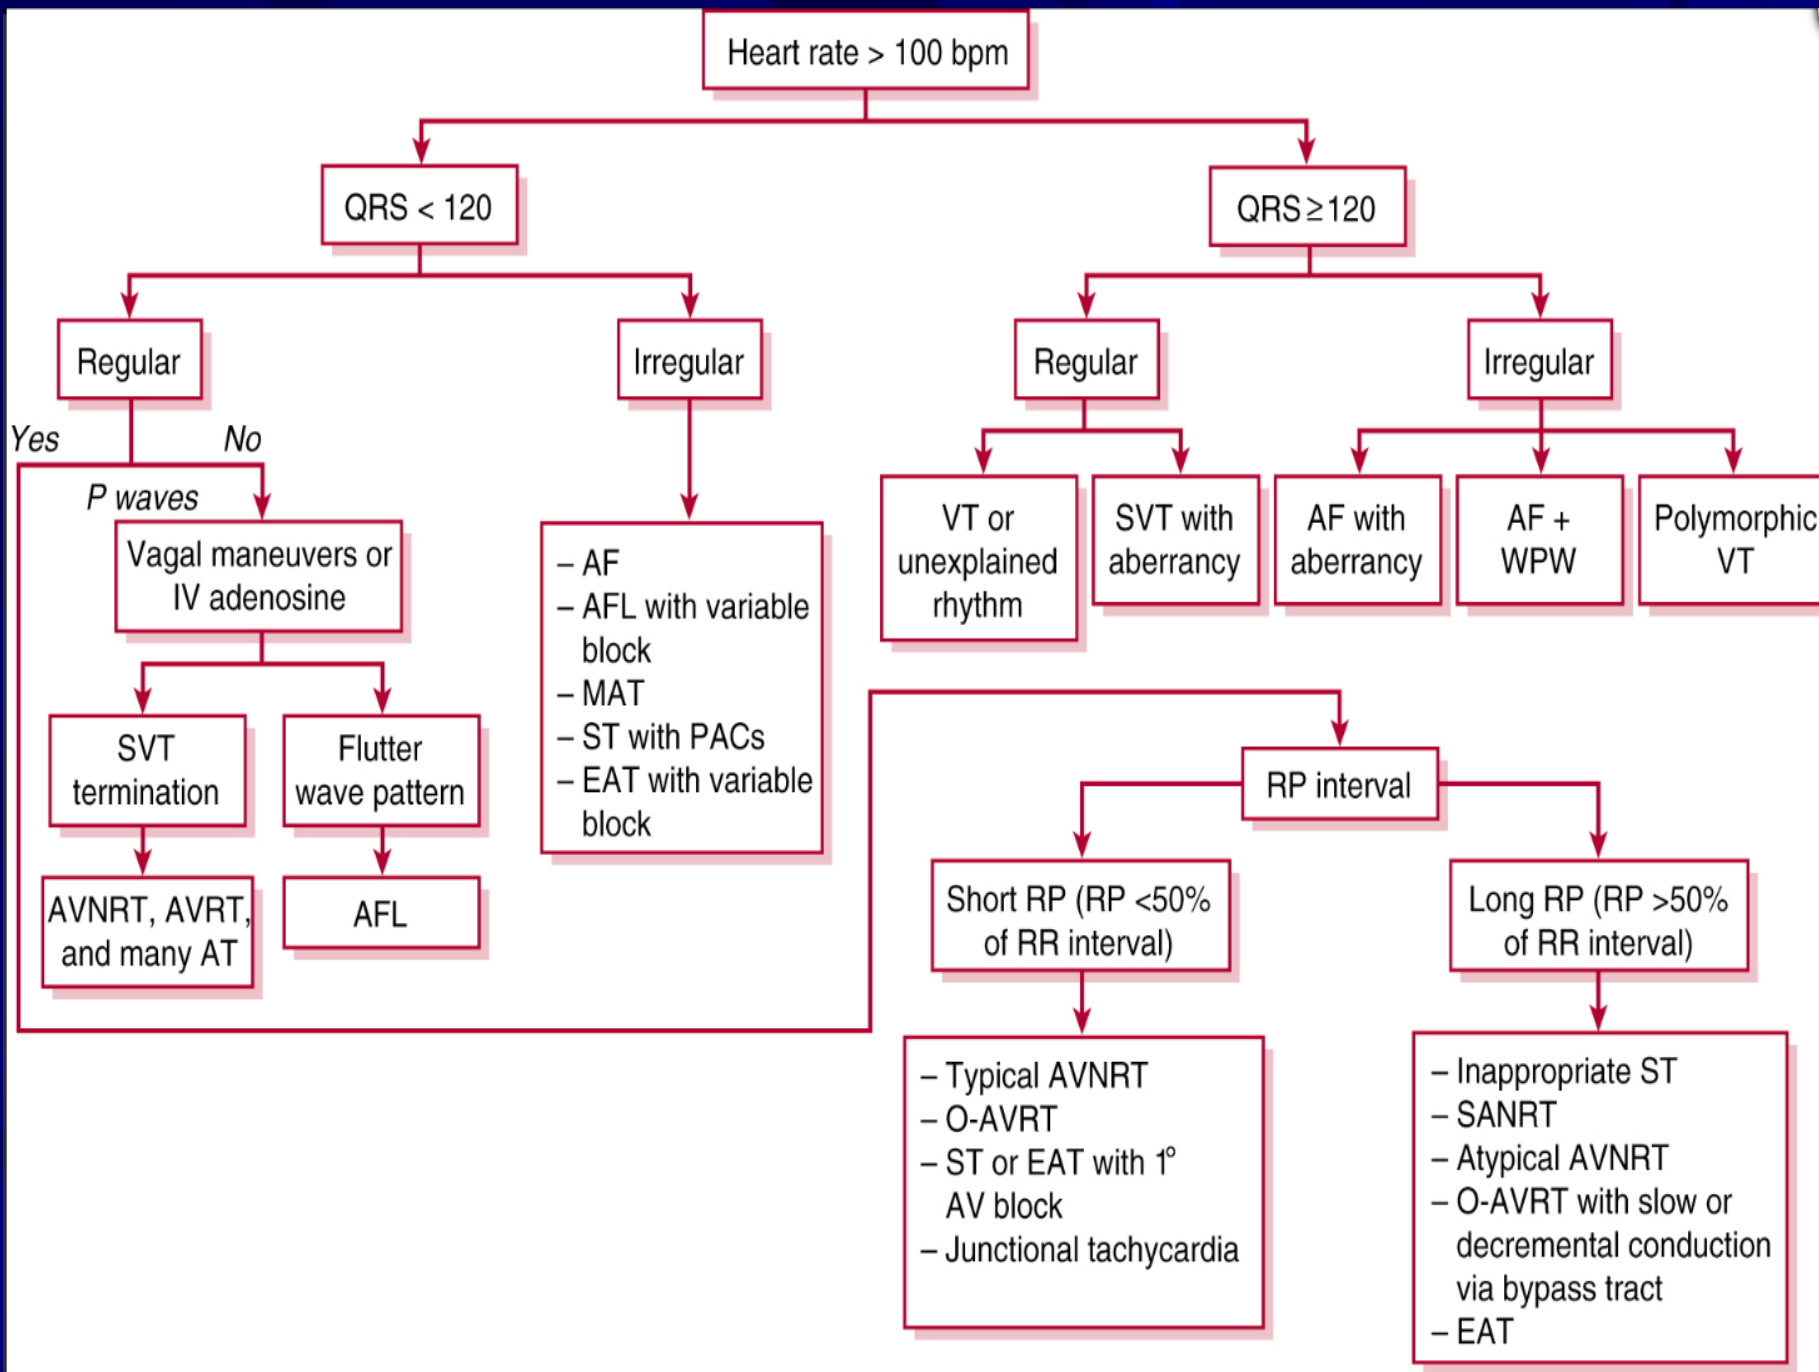 Heart rate > 100 bpm
QRS < 120
QRS ≥ 120
Regular
Irregular
Regular
Irregular
Yes
No
P waves
Vagal maneuvers or
IV adenosine
– AF
– AFL with variable
block
– MAT
– ST with PACs
– EAT with variable
block
VT or
unexplained
rhythm
SVT with
aberrancy
AF with
aberrancy
AF +
WPW
Polymorphic
VT
SVT
termination
Flutter
wave pattern
AVNRT, AVRT,
and many AT
AFL
RP interval
Short RP (RP <50%
of RR interval)
Long RP (RP >50%
of RR interval)
– Typical AVNRT
– O-AVRT
– ST or EAT with 1°
AV block
– Junctional tachycardia
– Inappropriate ST
– SANRT
– Atypical AVNRT
– O-AVRT with slow or
decremental conduction
via bypass tract
– EAT